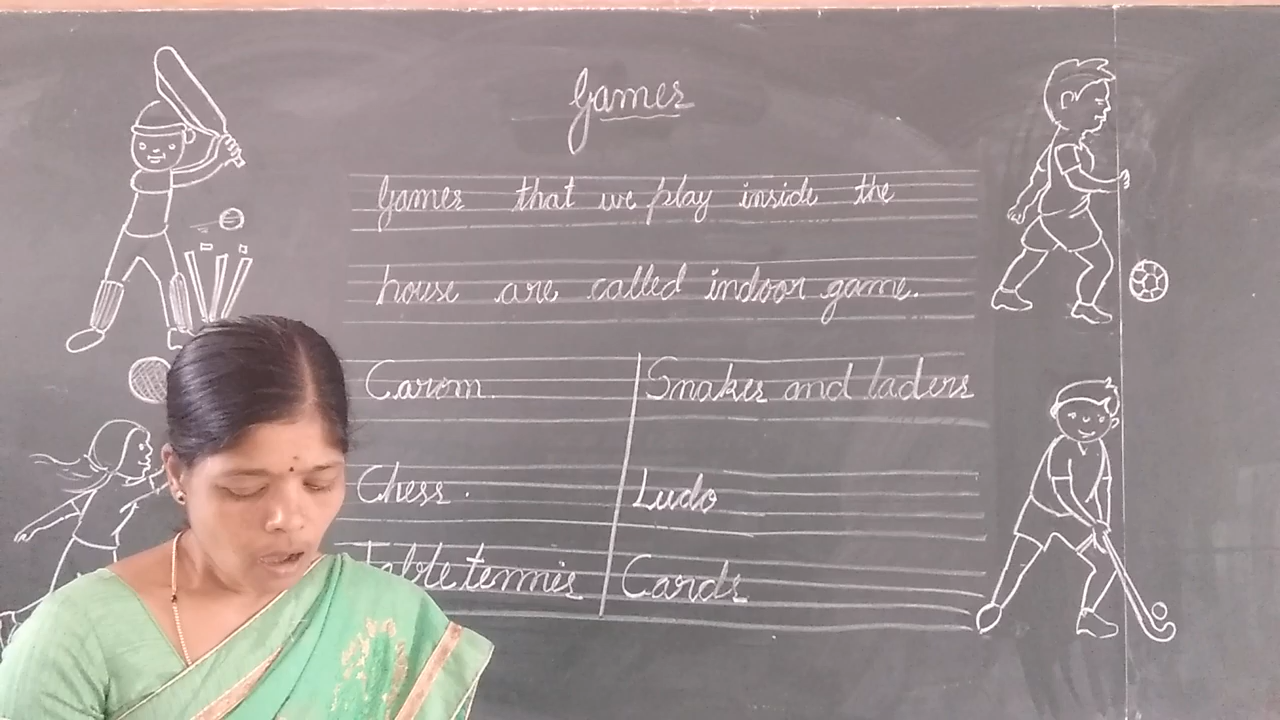 Games
Games that we play inside the
house are called indoor game.
Carom. Snakes and laders
Chess. Ludo
Table tennis Cards